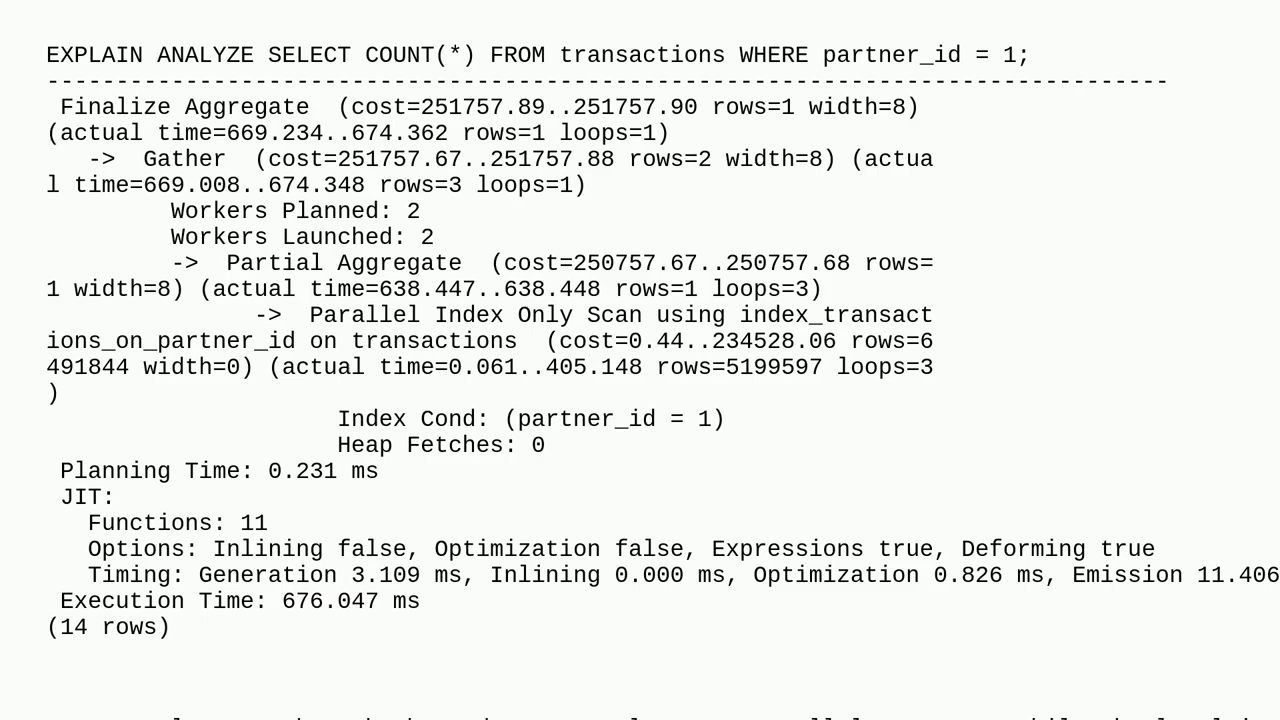 EXPLAIN ANALYZE SELECT COUNT(*) FROM transactions WHERE partner_id = 1;
---------------------------------------------------------------------------------
 Finalize Aggregate  (cost=251757.89..251757.90 rows=1 width=8)
(actual time=669.234..674.362 rows=1 loops=1)
   ->  Gather  (cost=251757.67..251757.88 rows=2 width=8) (actua
l time=669.008..674.348 rows=3 loops=1)
         Workers Planned: 2
         Workers Launched: 2
         ->  Partial Aggregate  (cost=250757.67..250757.68 rows=
1 width=8) (actual time=638.447..638.448 rows=1 loops=3)
               ->  Parallel Index Only Scan using index_transact
ions_on_partner_id on transactions  (cost=0.44..234528.06 rows=6
491844 width=0) (actual time=0.061..405.148 rows=5199597 loops=3
)
                     Index Cond: (partner_id = 1)
                     Heap Fetches: 0
 Planning Time: 0.231 ms
 JIT:
   Functions: 11
   Options: Inlining false, Optimization false, Expressions true, Deforming true
   Timing: Generation 3.109 ms, Inlining 0.000 ms, Optimization 0.826 ms, Emission 11.406
 Execution Time: 676.047 ms
(14 rows)